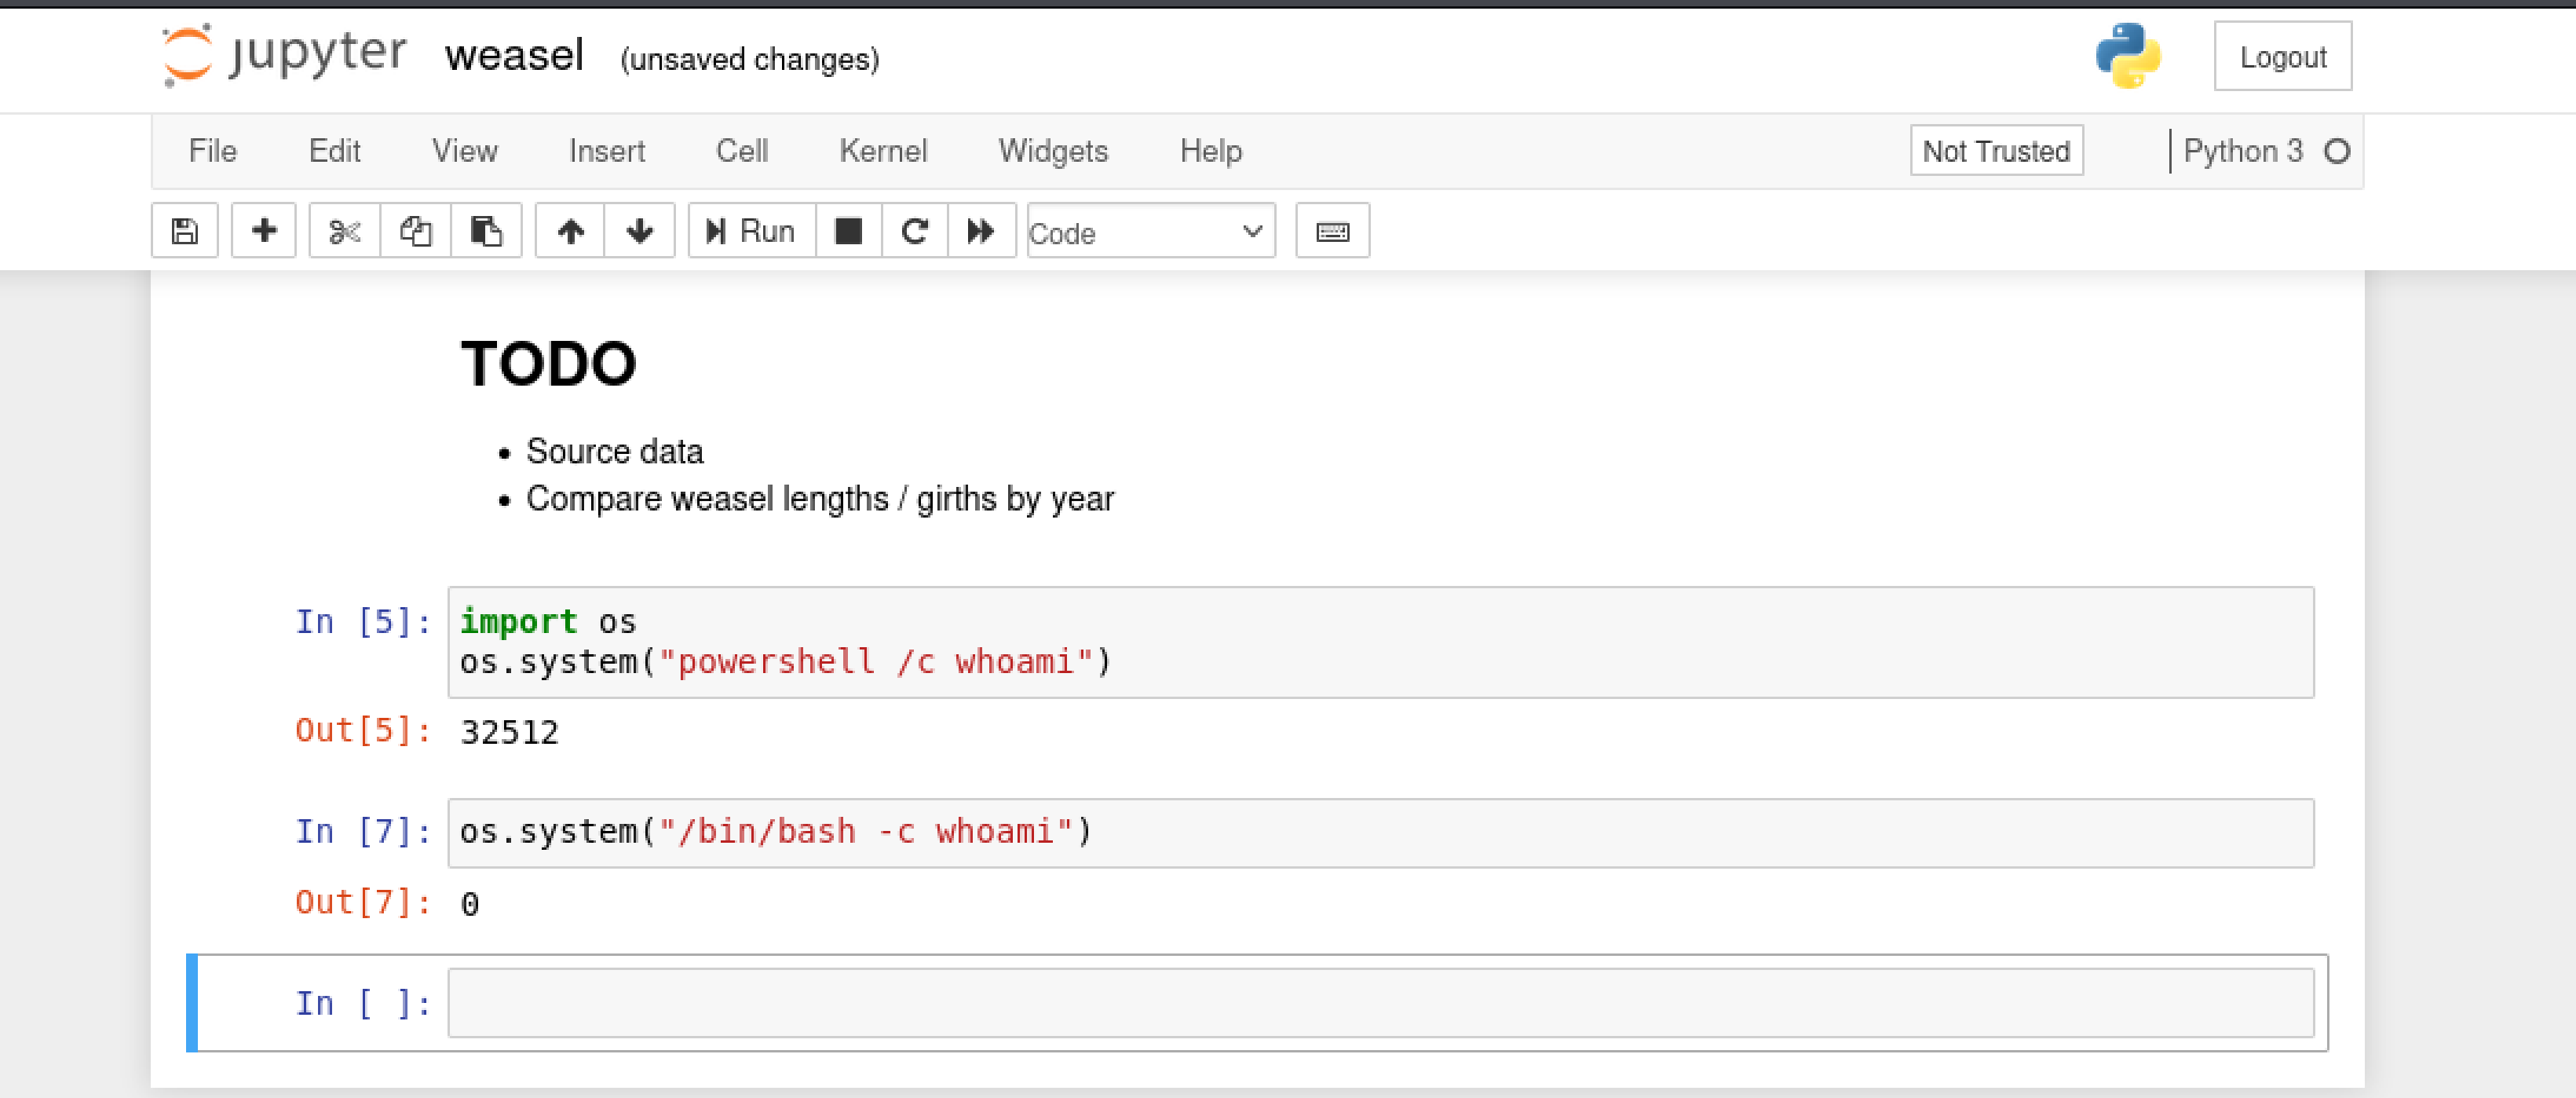 jupyter weasel (unsaved changes) Logout
File Edit View Insert Cell Kernel Widgets Help Not Trusted Python 3
Run Code
TODO
Source data
Compare weasel lengths / girths by year
In [5]: import os
os.system("powershell /c whoami")
Out[5]: 32512
In [7]: os.system("/bin/bash -c whoami")
Out[7]: 0
In [ ]: